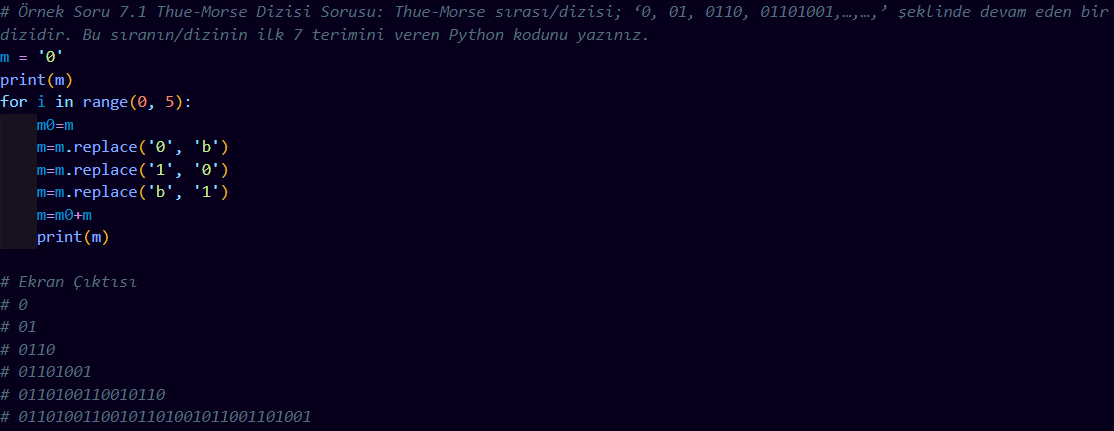 # Örnek Soru 7.1 Thue-Morse Dizisi Sorusu: Thue-Morse sırası/dizisi; ‘0, 01, 0110, 01101001,…,…,’ şeklinde devam eden bir
dizidir. Bu sıranın/dizinin ilk 7 terimini veren Python kodunu yazınız.
m = '0'
print(m)
for i in range(0, 5):
    m0=m
    m=m.replace('0', 'b')
    m=m.replace('1', '0')
    m=m.replace('b', '1')
    m=m0+m
    print(m)
# Ekran Çıktısı
# 0
# 01
# 0110
# 01101001
# 0110100110010110
# 01101001100101101001011001101001